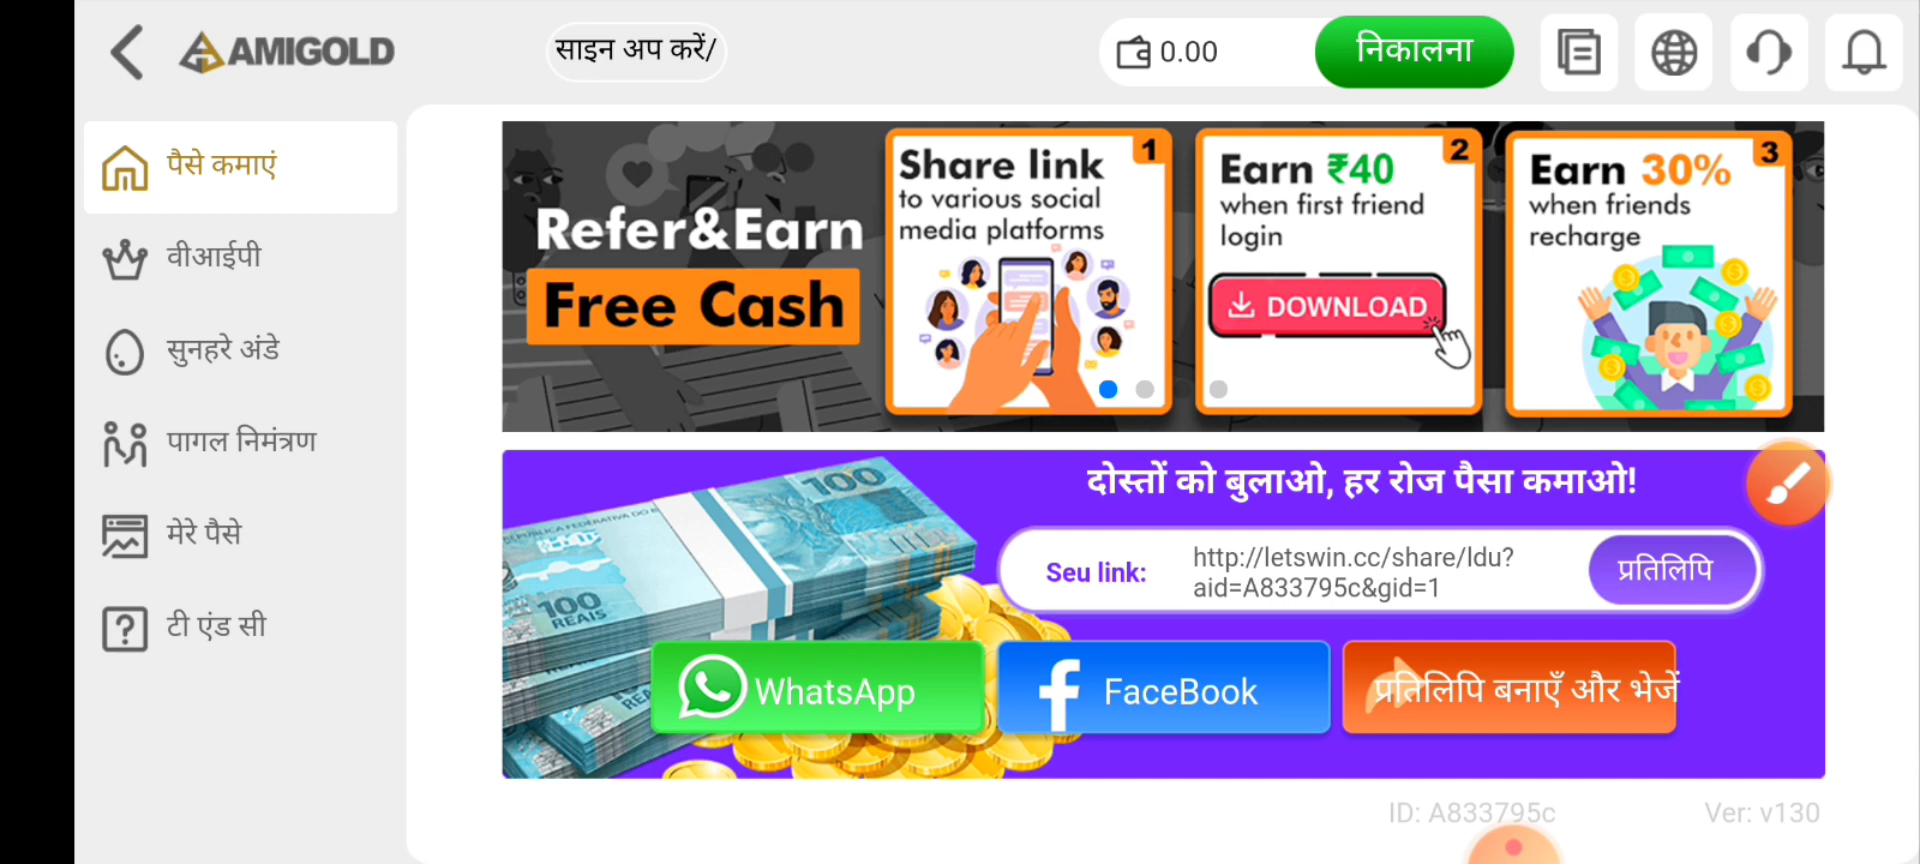 AMIGOLD
साइन अप करें/
0.00
निकालना
पैसे कमाएं
वीआईपी
सुनहरे अंडे
पागल निमंत्रण
मेरे पैसे
टी एंड सी
Refer&Earn
Free Cash
1
Share link
to various social
media platforms
2
Earn ₹40
when first friend
login
DOWNLOAD
3
Earn 30%
when friends
recharge
दोस्तों को बुलाओ, हर रोज पैसा कमाओ!
Seu link:
http://letswin.cc/share/ldu?
aid=A833795c&gid=1
प्रतिलिपि
100
100
REAIS
WhatsApp
FaceBook
प्रतिलिपि बनाएँ और भेजें
ID: A833795c
Ver: v130